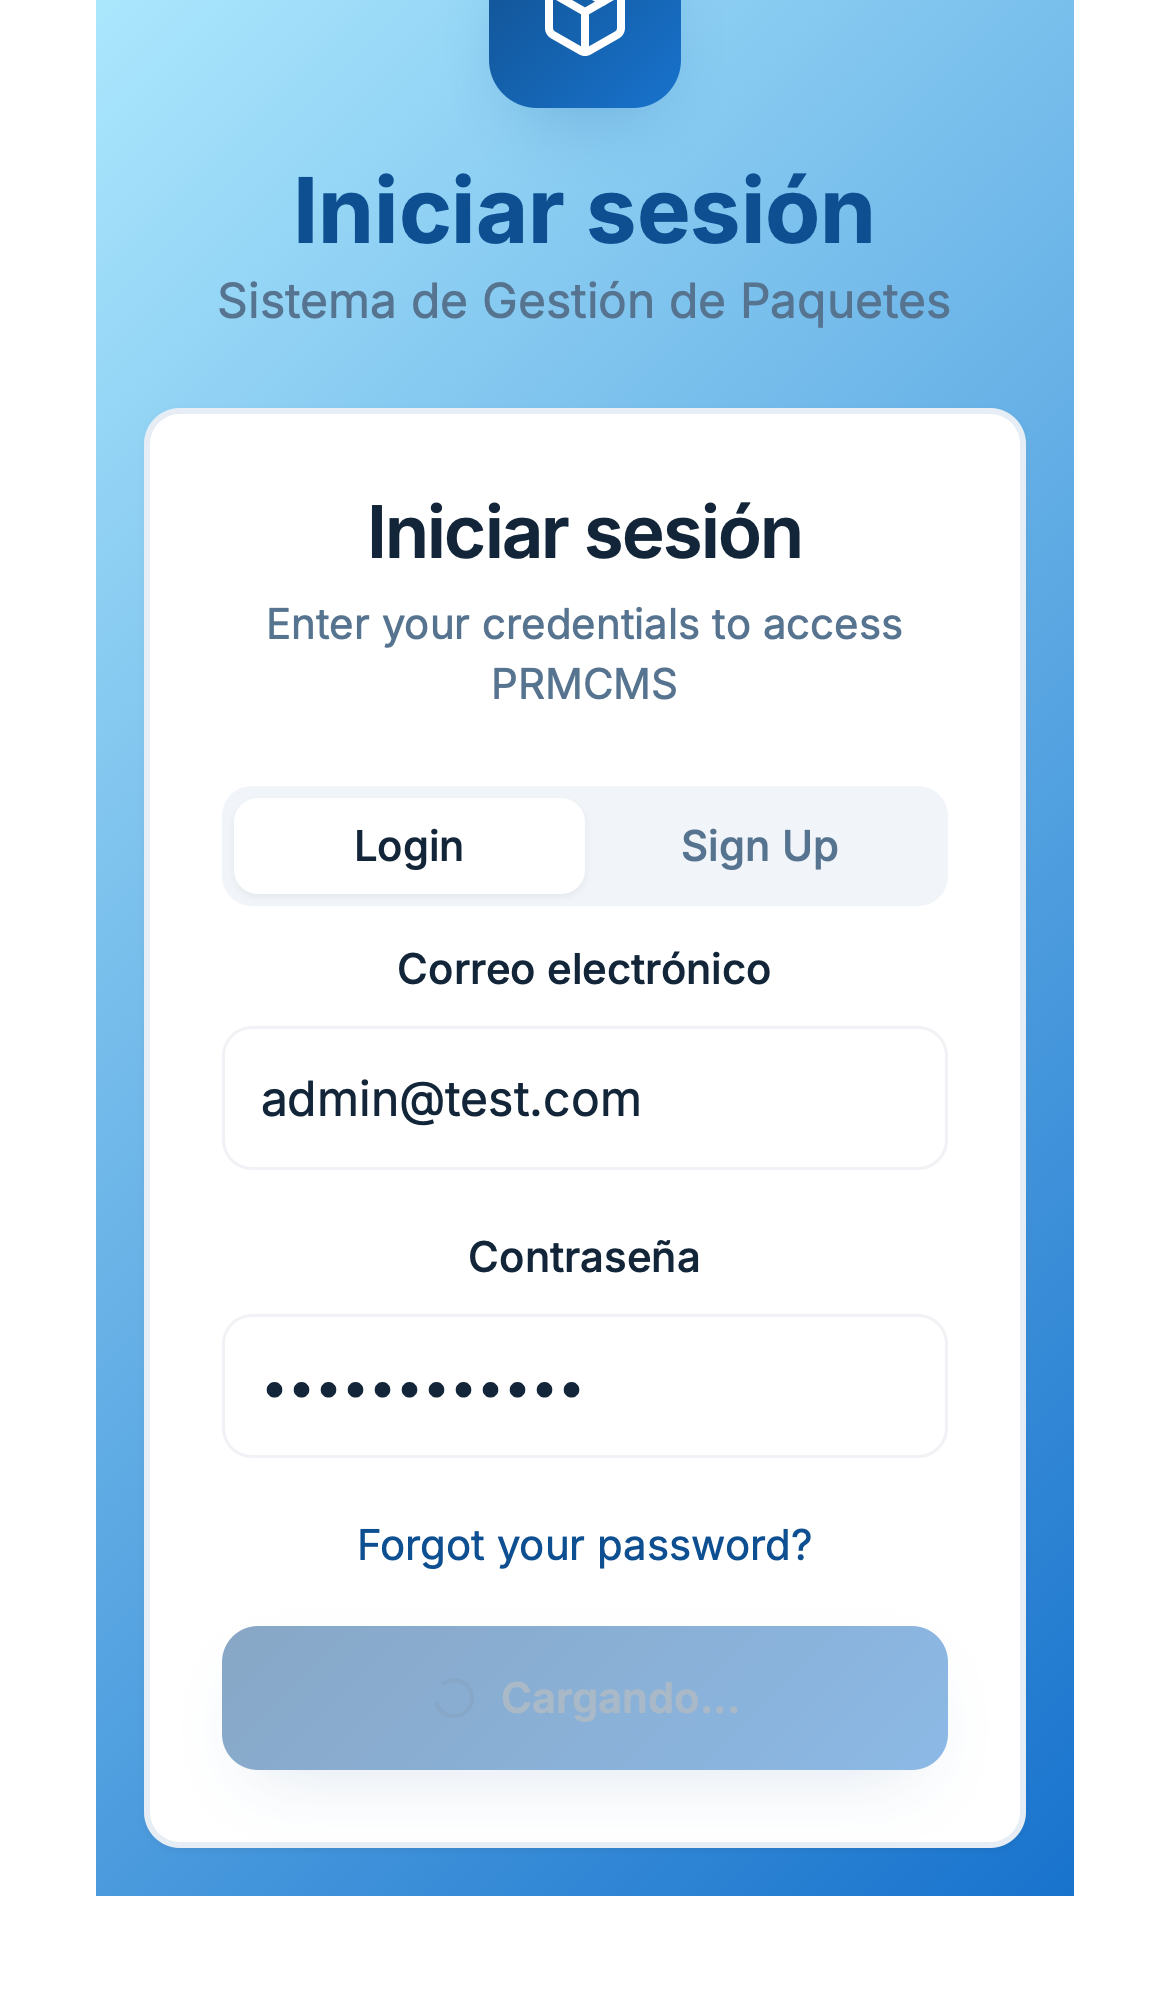 Iniciar sesión
Sistema de Gestión de Paquetes
Iniciar sesión
Enter your credentials to access
PRMCMS
Login
Sign Up
Correo electrónico
admin@test.com
Contraseña
••••••••••••
Forgot your password?
Cargando...